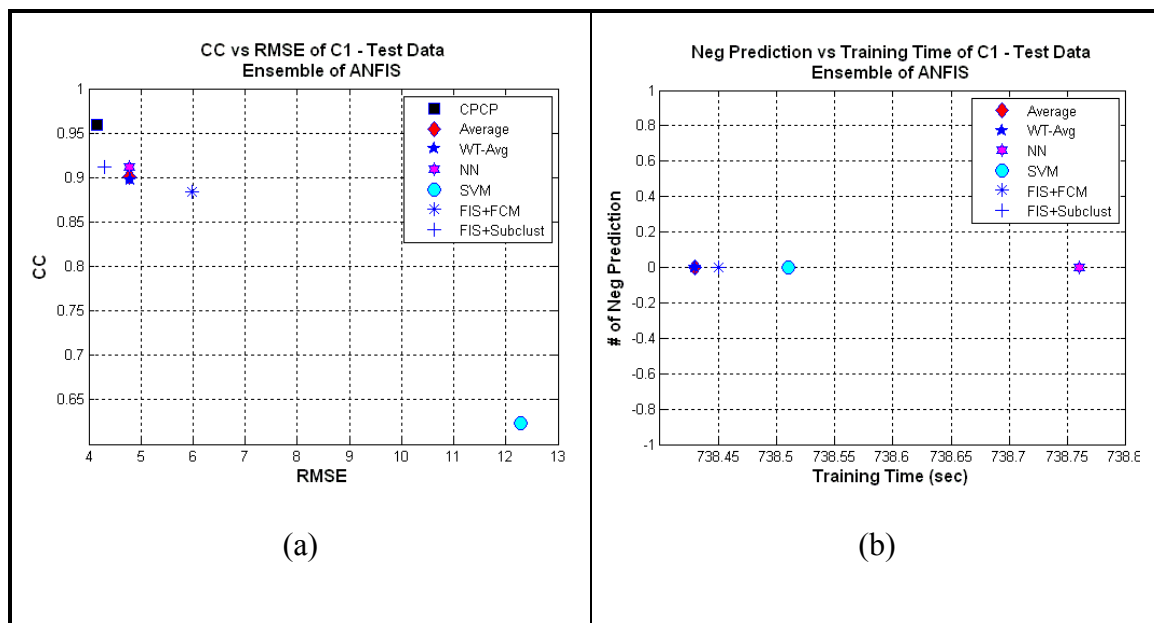 CC vs RMSE of C1 - Test Data
Ensemble of ANFIS
1
0.95
0.9
0.85
0.8
0.75
0.7
0.65
CC
4 5 6 7 8 9 10 11 12 13
RMSE
CPCP
Average
WT-Avg
NN
SVM
FIS+FCM
FIS+Subclust
(a)
Neg Prediction vs Training Time of C1 - Test Data
Ensemble of ANFIS
1
0.8
0.6
0.4
0.2
0
-0.2
-0.4
-0.6
-0.8
-1
# of Neg Prediction
738.45 738.5 738.55 738.6 738.65 738.7 738.75
Training Time (sec)
Average
WT-Avg
NN
SVM
FIS+FCM
FIS+Subclust
(b)